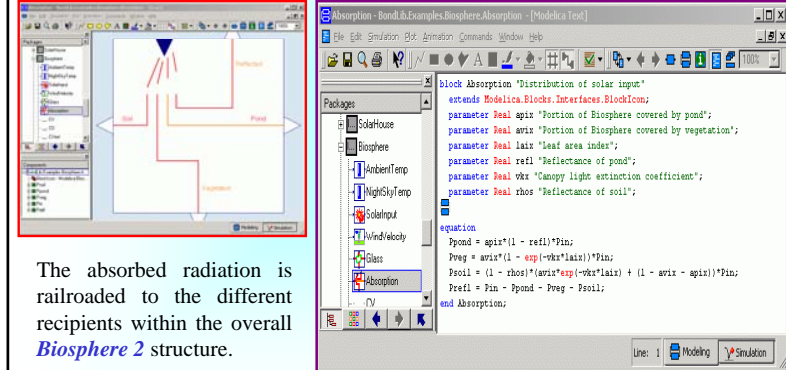 Reflected
Soil
Pond
Vegetation
The absorbed radiation is
railroaded to the different
recipients within the overall
Biosphere 2 structure.
Absorption - BondLib.Examples.Biosphere.Absorption - [Modelica Text]
File Edit Simulation Plot Animation Commands Window Help
100%
Packages
SolarHouse
Biosphere
AmbientTemp
NightSkyTemp
SolarInput
WindVelocity
Glass
Absorption
CV
block Absorption "Distribution of solar input"
extends Modelica.Blocks.Interfaces.BlockIcon;
parameter Real apix "Portion of Biosphere covered by pond";
parameter Real avix "Portion of Biosphere covered by vegetation";
parameter Real laix "Leaf area index";
parameter Real refl "Reflectance of pond";
parameter Real vkx "Canopy light extinction coefficient";
parameter Real rhos "Reflectance of soil";
equation
Ppond = apix*(1 - refl)*Pin;
Pveg = avix*(1 - exp(-vkx*laix))*Pin;
Psoil = (1 - rhos)*(avix*exp(-vkx*laix) + (1 - avix - apix))*Pin;
Prefl = Pin - Ppond - Pveg - Psoil;
end Absorption;
Line: 1 Modeling Simulation